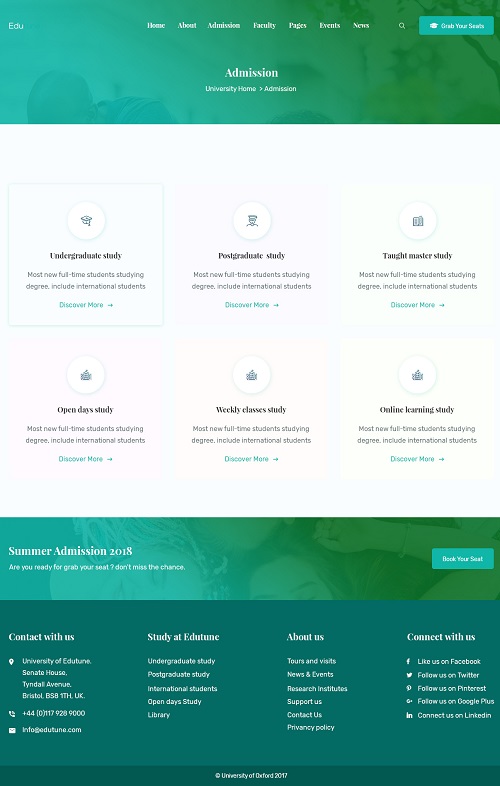 Edu
Home About Admission Faculty Pages Events News
Grab Your Seats
Admission
University Home > Admission
Undergraduate study
Most new full-time students studying
degree, include international students
Discover More →
Postgraduate study
Most new full-time students studying
degree, include international students
Discover More →
Taught master study
Most new full-time students studying
degree, include international students
Discover More →
Open days study
Most new full-time students studying
degree, include international students
Discover More →
Weekly classes study
Most new full-time students studying
degree, include international students
Discover More →
Online learning study
Most new full-time students studying
degree, include international students
Discover More →
Summer Admission 2018
Are you ready for grab your seat ? don't miss the chance.
Book Your Seat
Contact with us
University of Edutune.
Senate House,
Tyndall Avenue,
Bristol, BS8 1TH, UK.
+44 (0)117 928 9000
Info@edutune.com
Study at Edutune
Undergraduate study
Postgraduate study
International students
Open days Study
Library
About us
Tours and visits
News & Events
Research Institutes
Support us
Contact Us
Privancy policy
Connect with us
Like us on Facebook
Follow us on Twitter
Follow us on Pinterest
Follow us on Google Plus
Connect us on Linkedin
© University of Oxford 2017